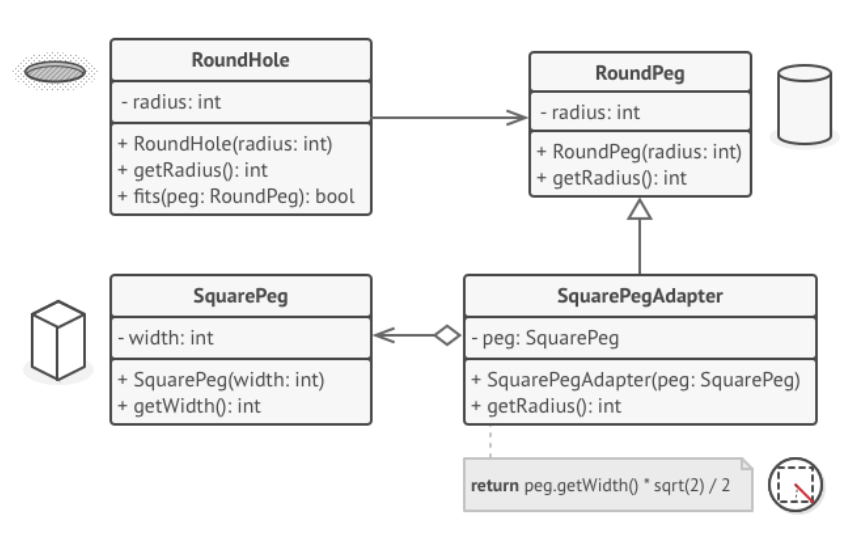 RoundHole
- radius: int
+ RoundHole(radius: int)
+ getRadius(): int
+ fits(peg: RoundPeg): bool
RoundPeg
- radius: int
+ RoundPeg(radius: int)
+ getRadius(): int
SquarePeg
- width: int
+ SquarePeg(width: int)
+ getWidth(): int
SquarePegAdapter
- peg: SquarePeg
+ SquarePegAdapter(peg: SquarePeg)
+ getRadius(): int
return peg.getWidth() * sqrt(2) / 2